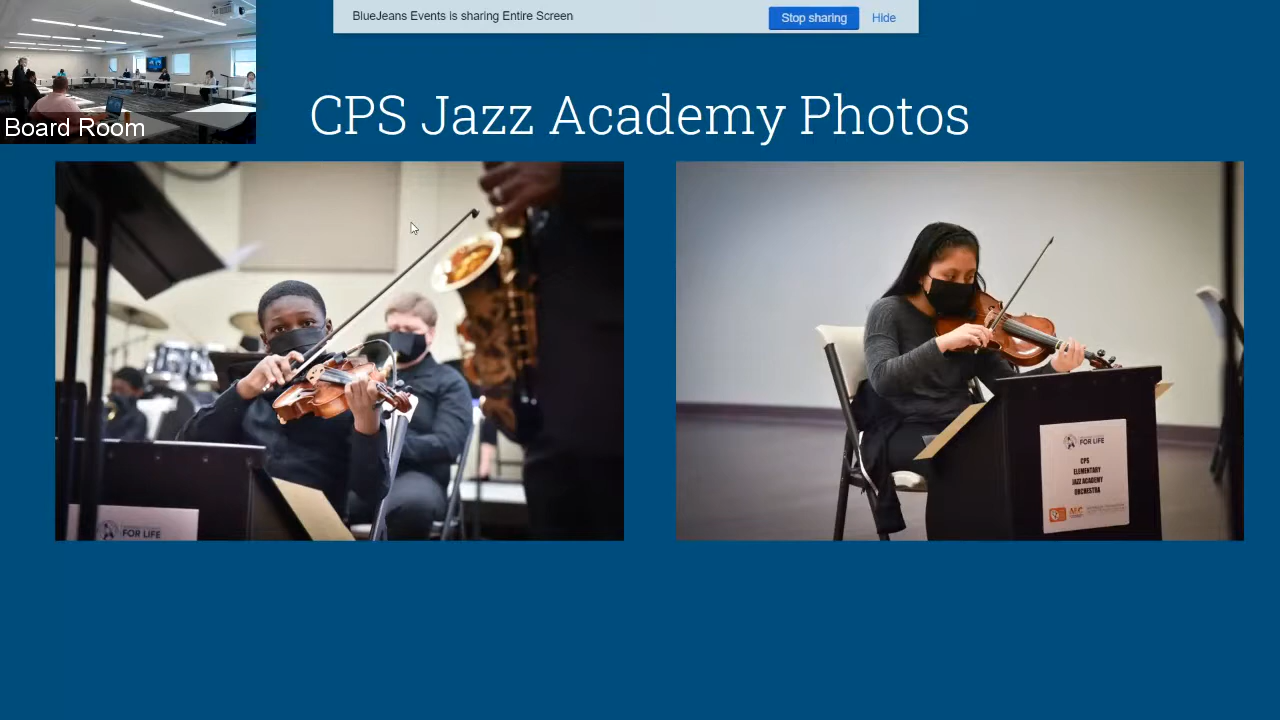 BlueJeans Events is sharing Entire Screen
Stop sharing
Hide
Board Room
CPS Jazz Academy Photos
FOR LIFE
FOR LIFE
CPS
ELEMENTARY
JAZZ ACADEMY
ORCHESTRA